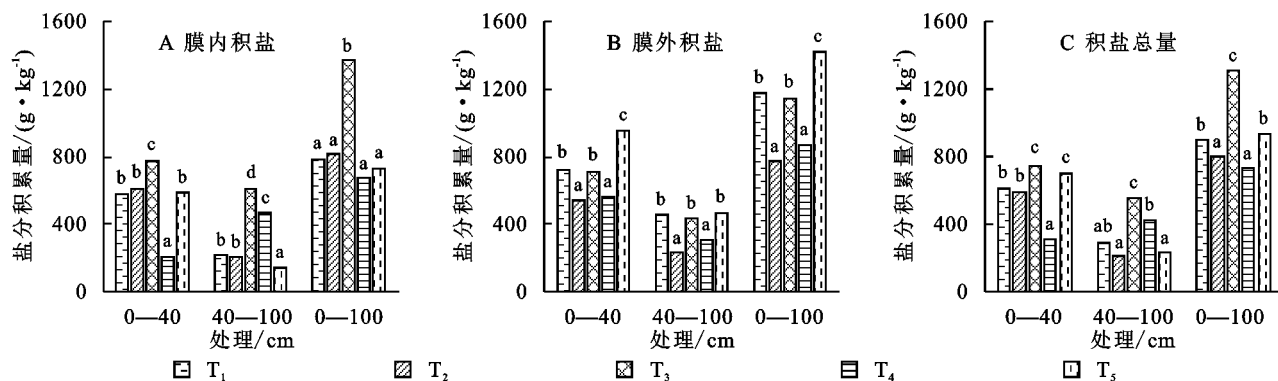 A 膜内积盐
盐分积累量/(g·kg⁻¹)
1600
1200
800
400
0
b b c a b
b b d c a
a a b a a
0—40 40—100 0—100
处理/cm
B 膜外积盐
盐分积累量/(g·kg⁻¹)
1600
1200
800
400
0
b a b a c
b a b a b
b a b a c
0—40 40—100 0—100
处理/cm
C 积盐总量
盐分积累量/(g·kg⁻¹)
1600
1200
800
400
0
b b c a c
ab a c b a
b a c a b
0—40 40—100 0—100
处理/cm
T₁ T₂ T₃ T₄ T₅